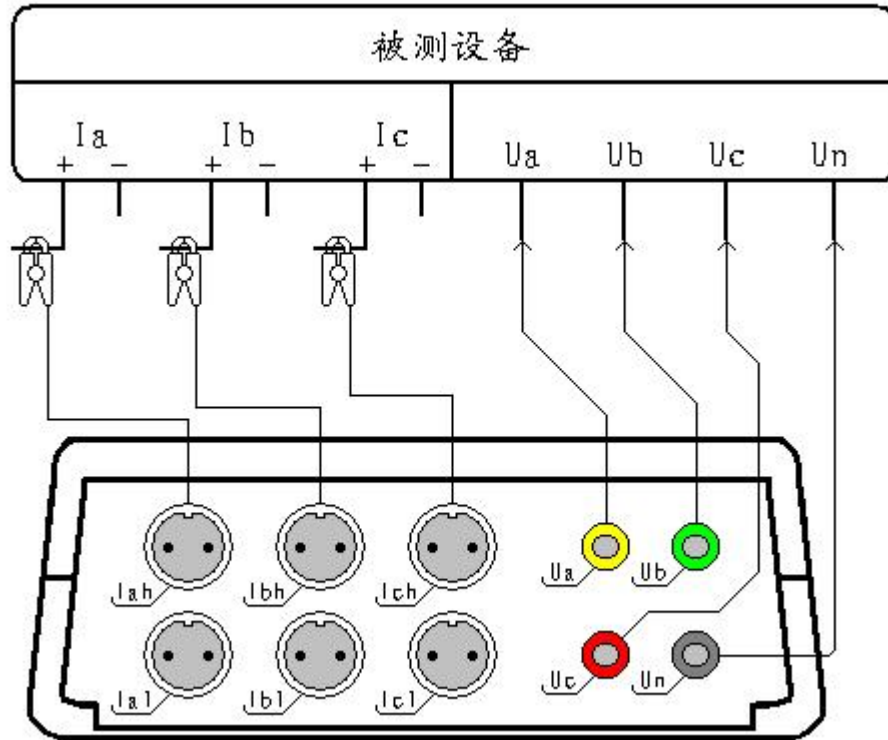 被测设备
Ia Ib Ic Ua Ub Uc Un
+ - + - + -
Iah Ibh Ich Ua Ub
Ial Ibl Icl Uc Un